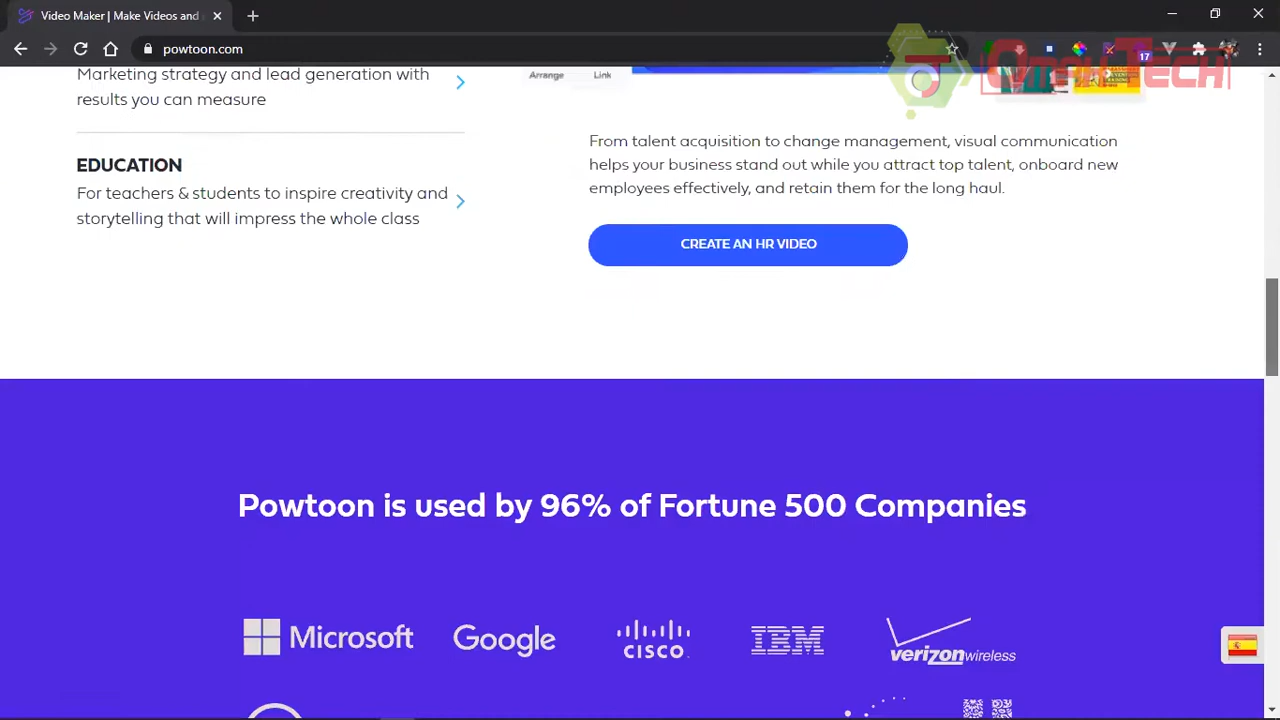 Video Maker | Make Videos and
powtoon.com
17
Marketing strategy and lead generation with
results you can measure
EDUCATION
For teachers & students to inspire creativity and
storytelling that will impress the whole class
Arrange
Link
From talent acquisition to change management, visual communication
helps your business stand out while you attract top talent, onboard new
employees effectively, and retain them for the long haul.
CREATE AN HR VIDEO
Powtoon is used by 96% of Fortune 500 Companies
Microsoft
Google
CISCO
IBM
verizonwireless